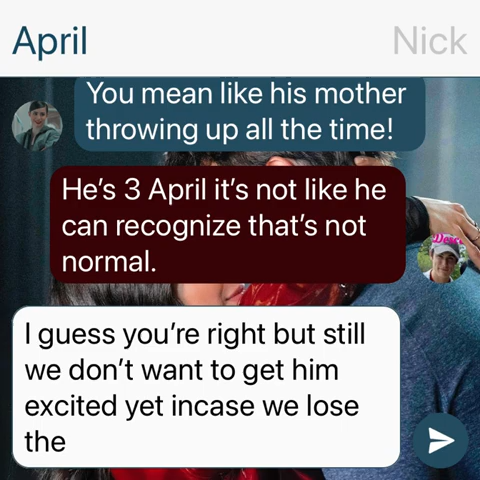 April
Nick
You mean like his mother
throwing up all the time!
He's 3 April it's not like he
can recognize that's not
normal.
I guess you're right but still
we don't want to get him
excited yet incase we lose
the